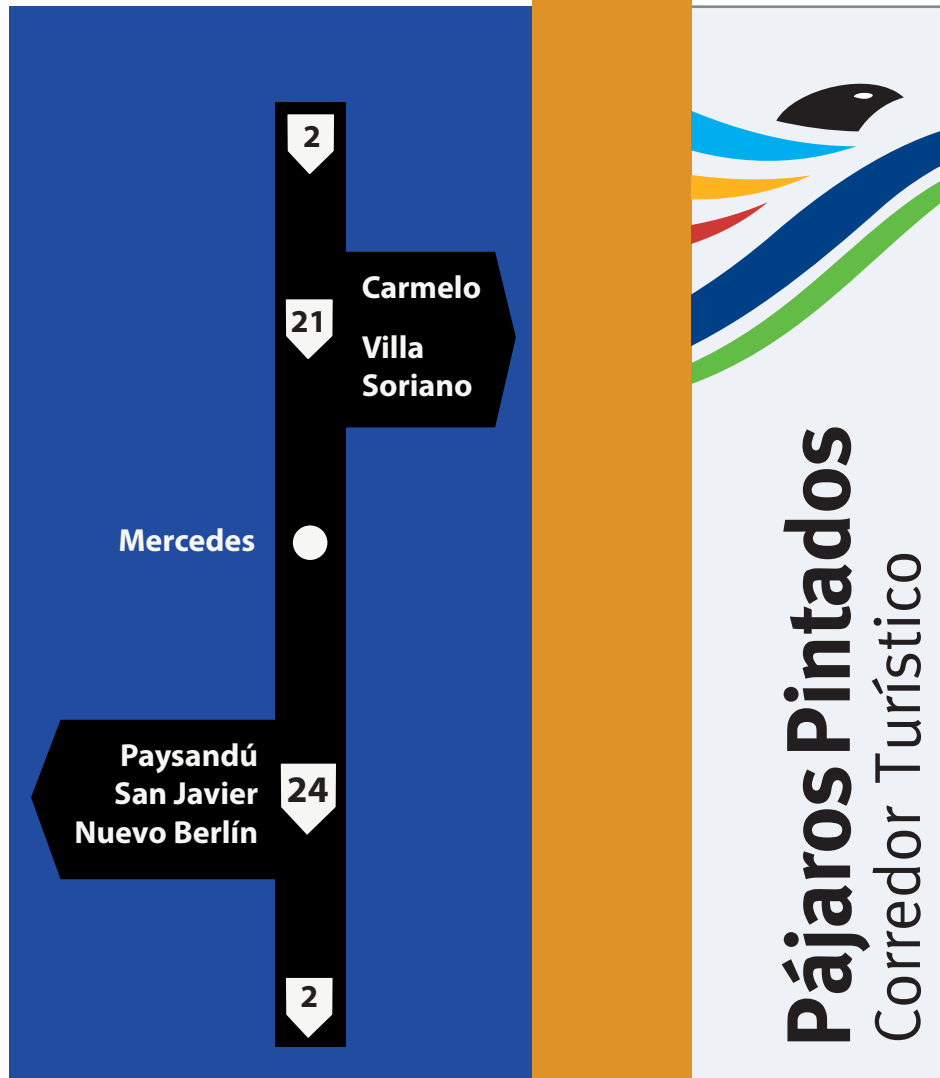 2
21
Carmelo
Villa
Soriano
Mercedes
Paysandú
San Javier
Nuevo Berlín
24
2
Pájaros Pintados
Corredor Turístico